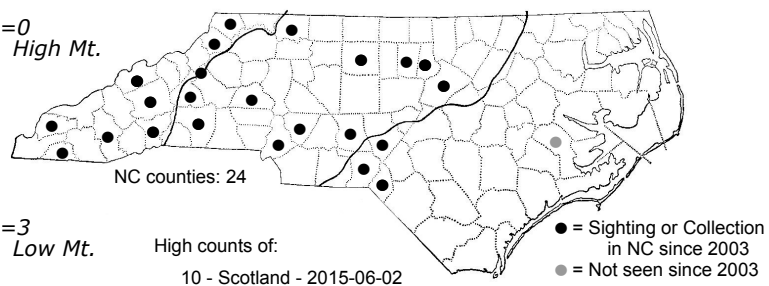 =0
High Mt.
NC counties: 24
=3
Low Mt.
High counts of:
10 - Scotland - 2015-06-02
● = Sighting or Collection
in NC since 2003
● = Not seen since 2003